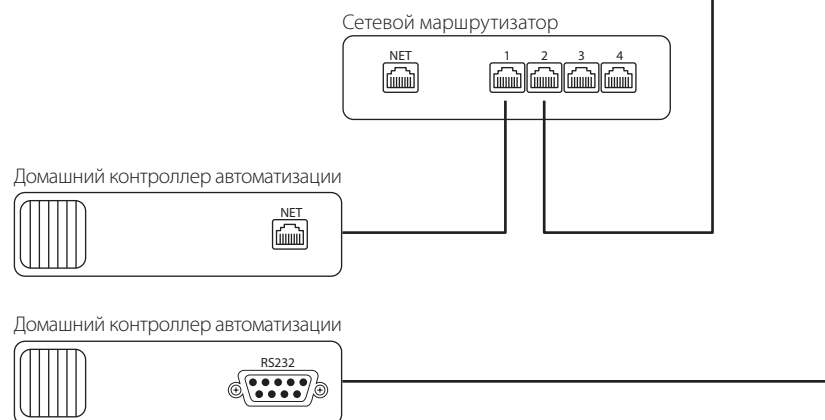 Сетевой маршрутизатор
NET 1 2 3 4
Домашний контроллер автоматизации
NET
Домашний контроллер автоматизации
RS232